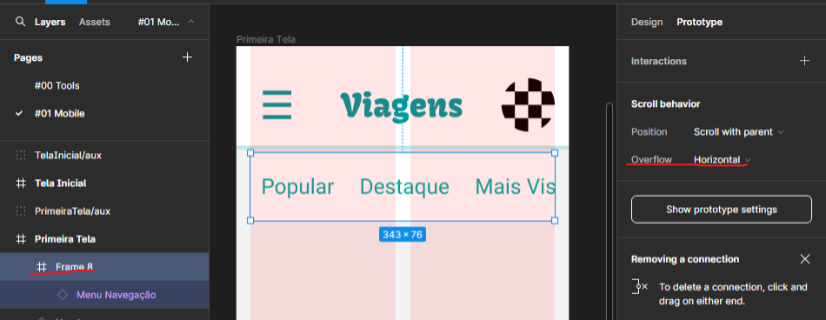 Layers Assets #01 Mo...
Pages
#00 Tools
#01 Mobile
TelaInicial/aux
Tela Inicial
PrimeiraTela/aux
Primeira Tela
Frame 8
Menu Navegação
Primeira Tela
Viagens
Popular Destaque Mais Vis
343 × 76
Design Prototype
Interactions
Scroll behavior
Position Scroll with parent
Overflow Horizontal
Show prototype settings
Removing a connection
To delete a connection, click and
drag on either end.